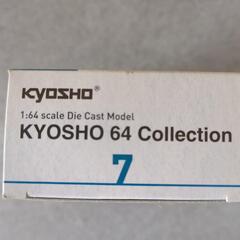 KYOSHO®
1:64 scale Die Cast Model
KYOSHO 64 Collection
7